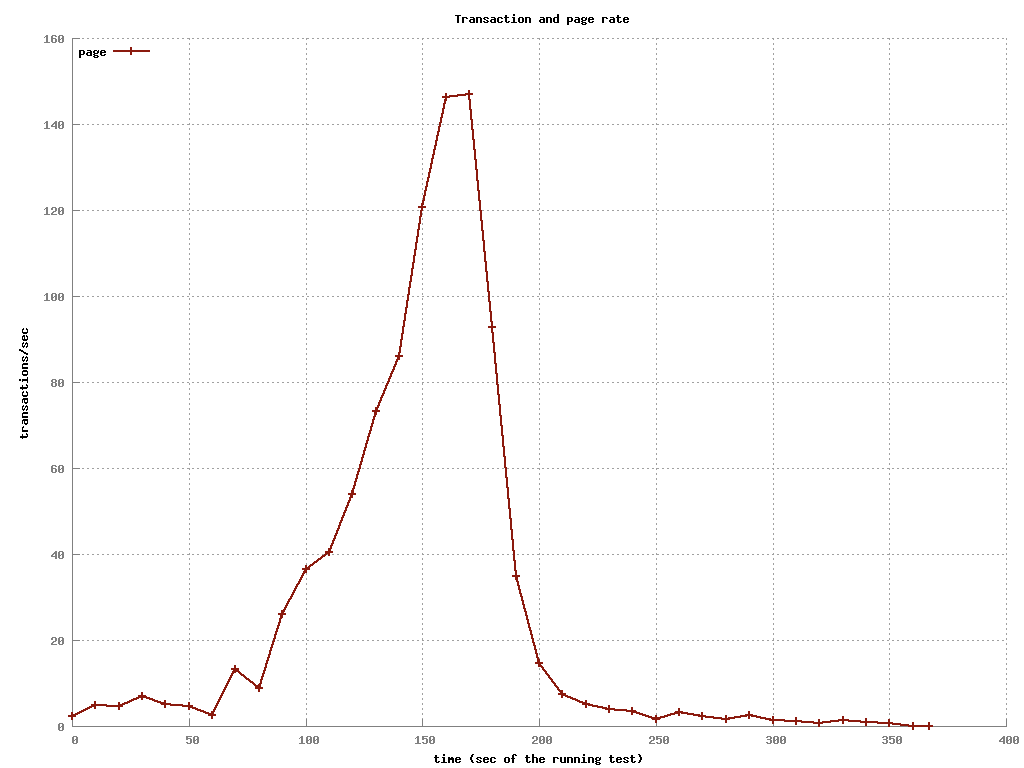 Transaction and page rate
page
160
140
120
100
80
60
40
20
0
transactions/sec
0 50 100 150 200 250 300 350 400
time (sec of the running test)